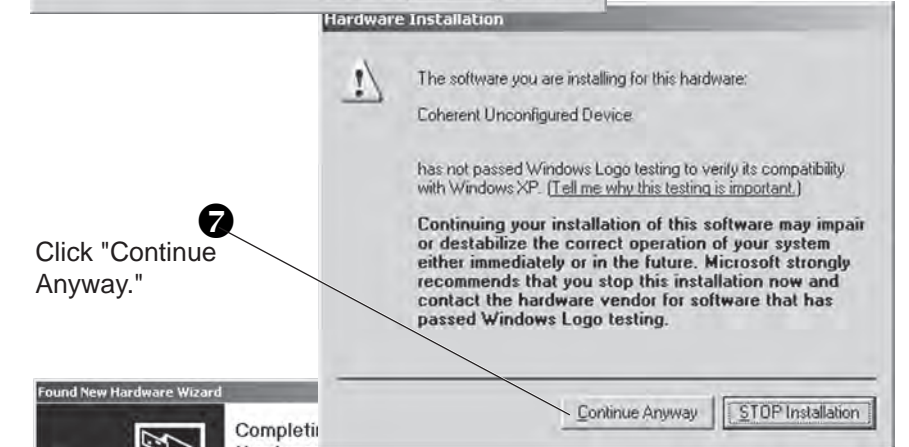 Hardware Installation
The software you are installing for this hardware:
Coherent Unconfigured Device
has not passed Windows Logo testing to verify its compatibility
with Windows XP. (Tell me why this testing is important.)
Continuing your installation of this software may impair
or destabilize the correct operation of your system
either immediately or in the future. Microsoft strongly
recommends that you stop this installation now and
contact the hardware vendor for software that has
passed Windows Logo testing.
Continue Anyway
STOP Installation
7
Click "Continue
Anyway."
Found New Hardware Wizard